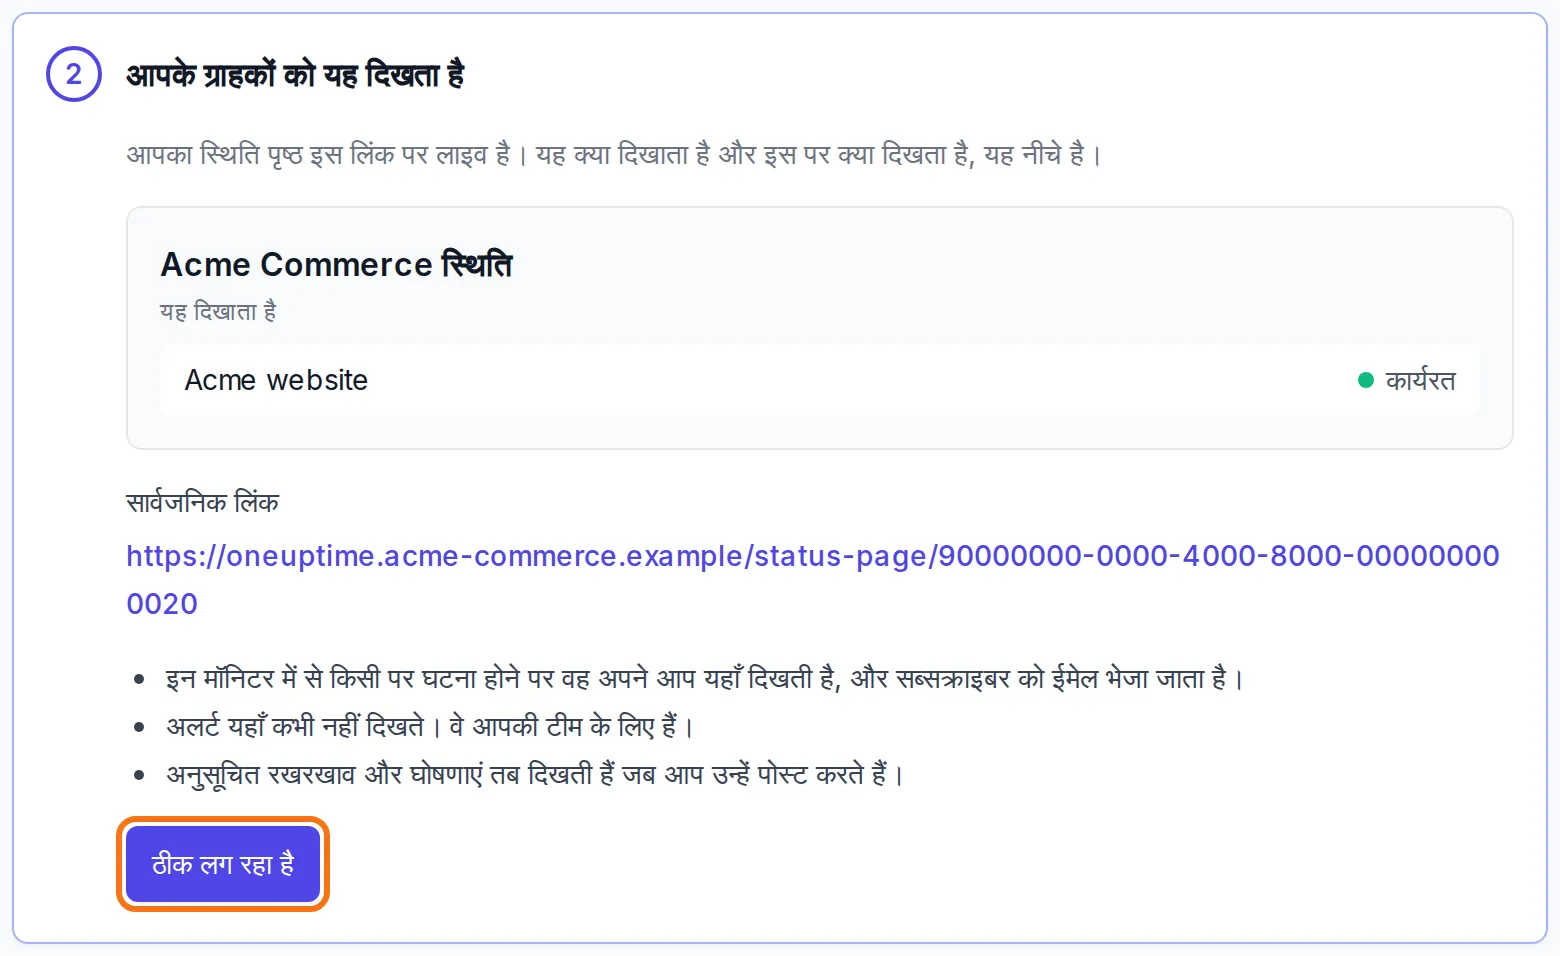 2
आपके ग्राहकों को यह दिखता है
आपका स्थिति पृष्ठ इस लिंक पर लाइव है। यह क्या दिखाता है और इस पर क्या दिखता है, यह नीचे है।
Acme Commerce स्थिति
यह दिखाता है
Acme website
कार्यरत
सार्वजनिक लिंक
https://oneuptime.acme-commerce.example/status-page/90000000-0000-4000-8000-00000000
0020
इन मॉनिटर में से किसी पर घटना होने पर वह अपने आप यहाँ दिखती है, और सब्सक्राइबर को ईमेल भेजा जाता है।
अलर्ट यहाँ कभी नहीं दिखते। वे आपकी टीम के लिए हैं।
अनुसूचित रखरखाव और घोषणाएं तब दिखती हैं जब आप उन्हें पोस्ट करते हैं।
ठीक लग रहा है